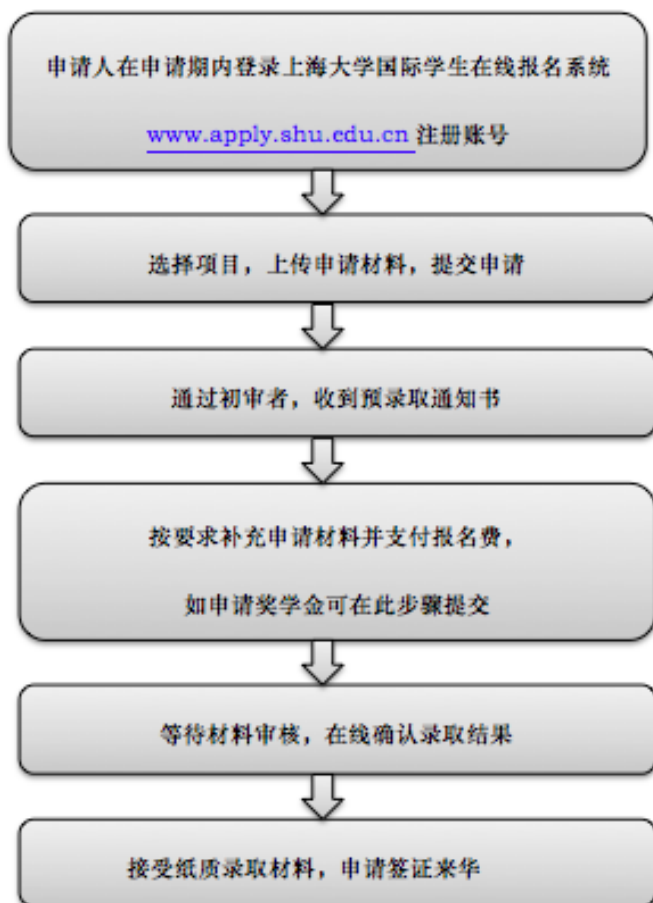 申请人在申请期内登录上海大学国际学生在线报名系统
www.apply.shu.edu.cn 注册账号
选择项目，上传申请材料，提交申请
通过初审者，收到预录取通知书
按要求补充申请材料并支付报名费，
如申请奖学金可在此步骤提交
等待材料审核，在线确认录取结果
接受纸质录取材料，申请签证来华